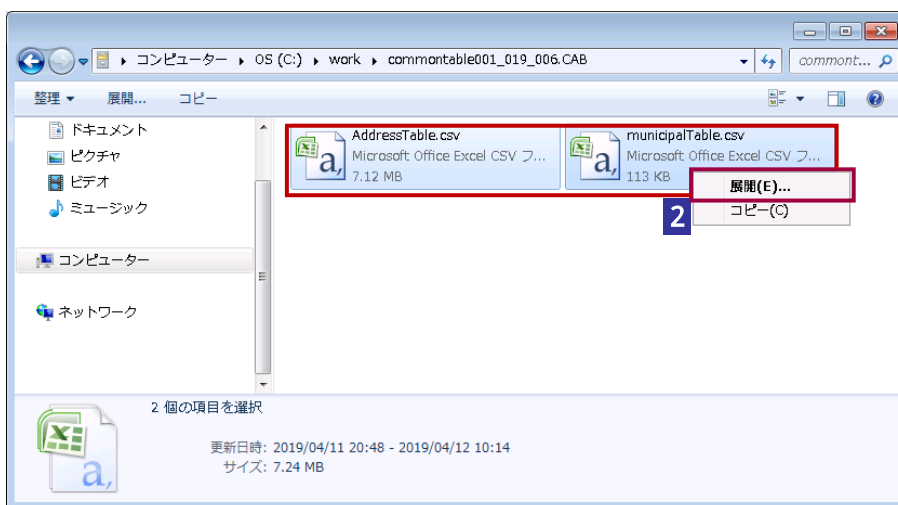 コンピューター ▸ OS (C:) ▸ work ▸ commontable001_019_006.CAB
commont...
整理 展開... コピー
ドキュメント
ピクチャ
ビデオ
ミュージック
コンピューター
ネットワーク
AddressTable.csv
Microsoft Office Excel CSV フ...
7.12 MB
municipalTable.csv
Microsoft Office Excel CSV フ...
113 KB
展開(E)...
コピー(C)
2
2 個の項目を選択
更新日時: 2019/04/11 20:48 - 2019/04/12 10:14
サイズ: 7.24 MB